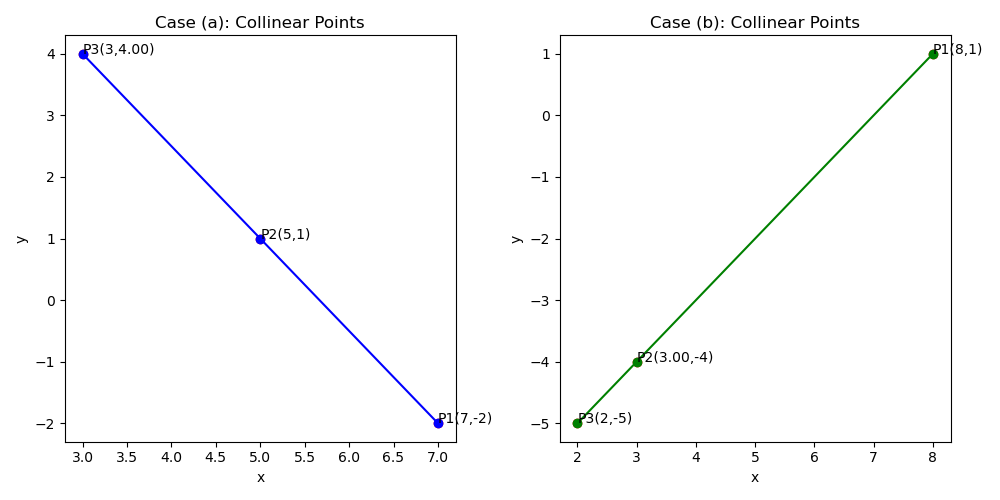 Case (a): Collinear Points
P3(3,4.00)
P2(5,1)
P1(7,-2)
4
3
2
1
0
−1
−2
y
3.0 3.5 4.0 4.5 5.0 5.5 6.0 6.5 7.0
x
Case (b): Collinear Points
P1(8,1)
P2(3.00,-4)
P3(2,-5)
1
0
−1
−2
−3
−4
−5
y
2 3 4 5 6 7 8
x